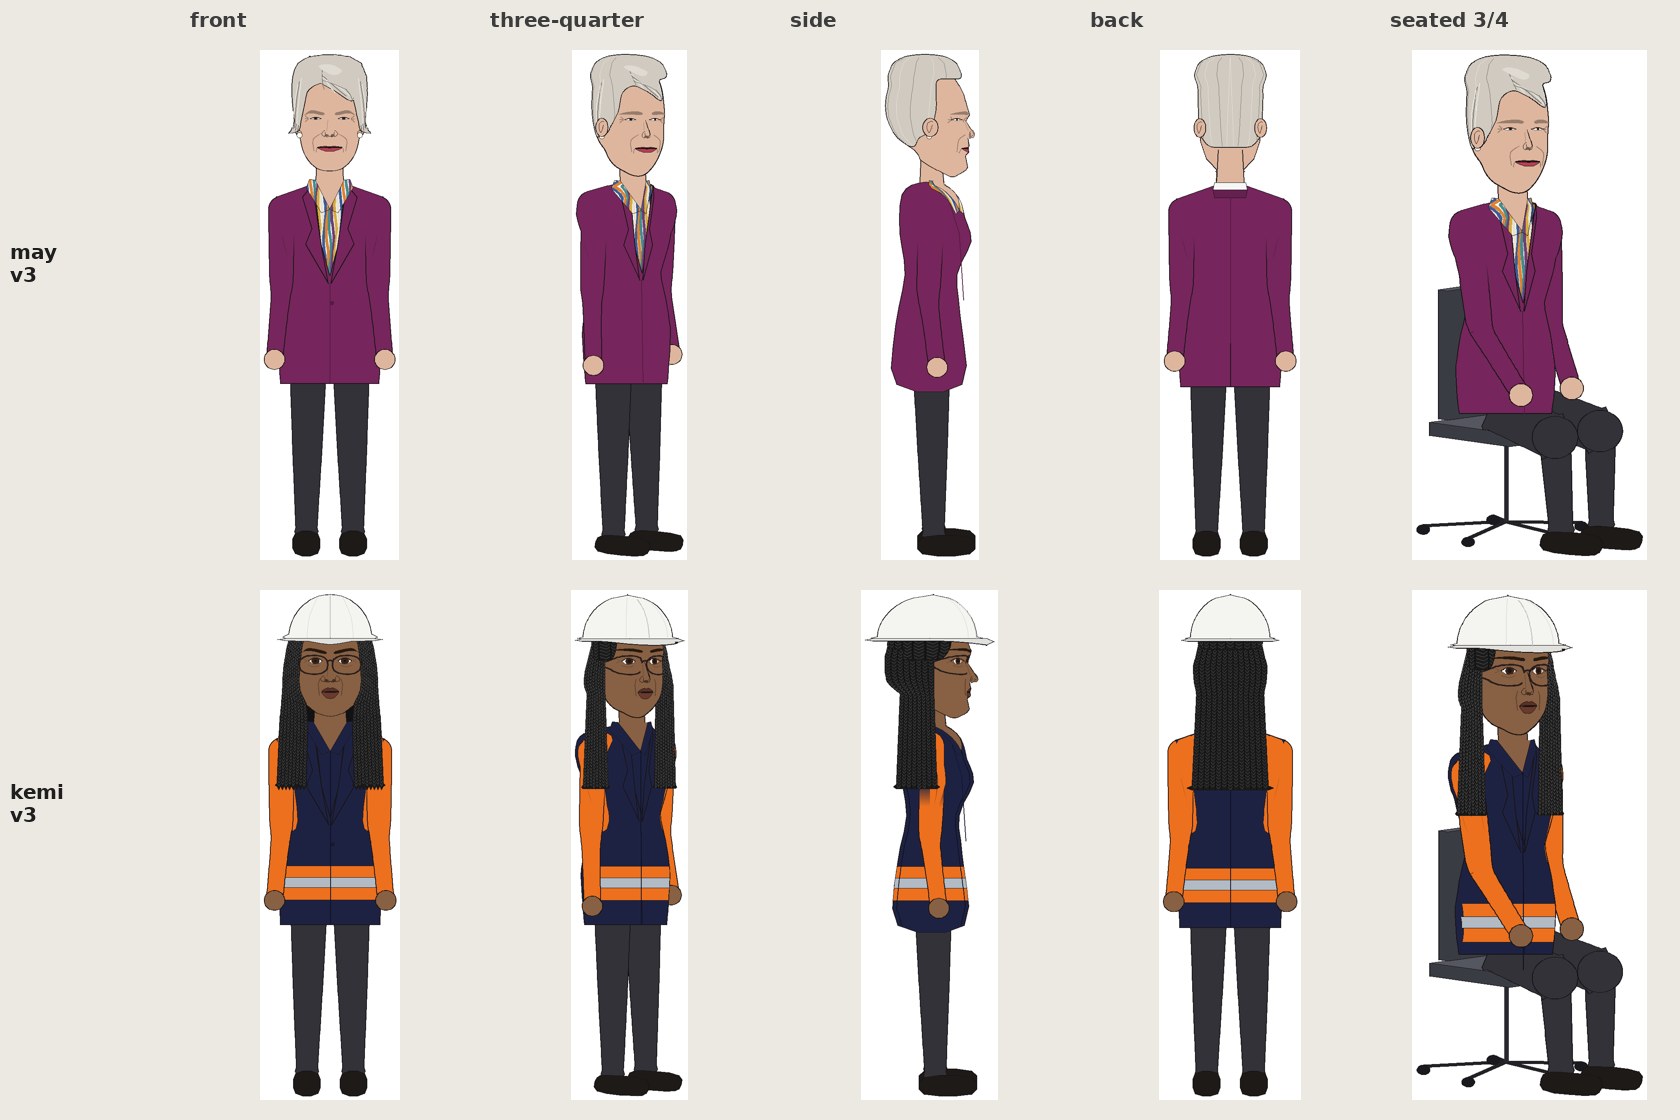 front
three-quarter
side
back
seated 3/4
may
v3
kemi
v3